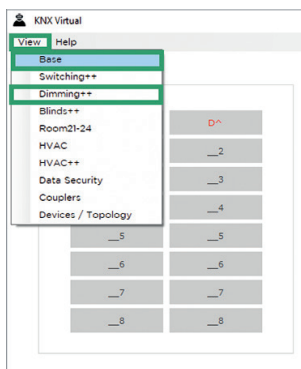 KNX Virtual
View Help
Base
Switching++
Dimming++
Blinds++
Room21-24
HVAC
HVAC++
Data Security
Couplers
Devices / Topology
D^
__2
__3
__4
__5 __5
__6 __6
__7 __7
__8 __8